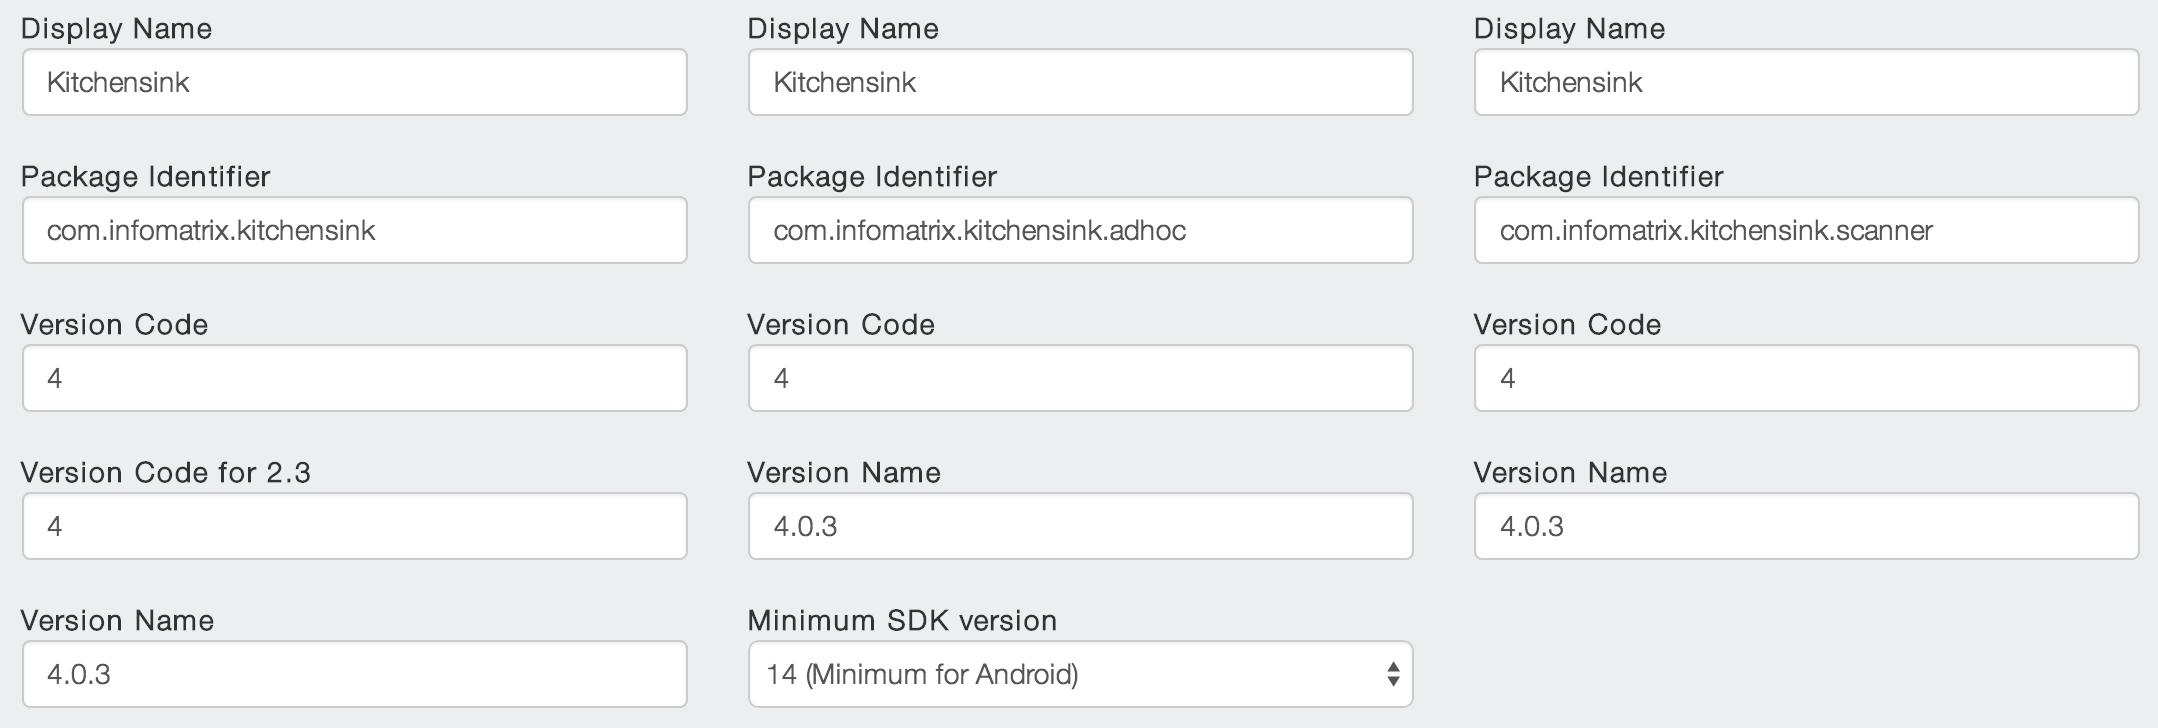 Display Name
Kitchensink
Package Identifier
com.infomatrix.kitchensink
Version Code
4
Version Code for 2.3
4
Version Name
4.0.3
Display Name
Kitchensink
Package Identifier
com.infomatrix.kitchensink.adhoc
Version Code
4
Version Name
4.0.3
Minimum SDK version
14 (Minimum for Android)
Display Name
Kitchensink
Package Identifier
com.infomatrix.kitchensink.scanner
Version Code
4
Version Name
4.0.3